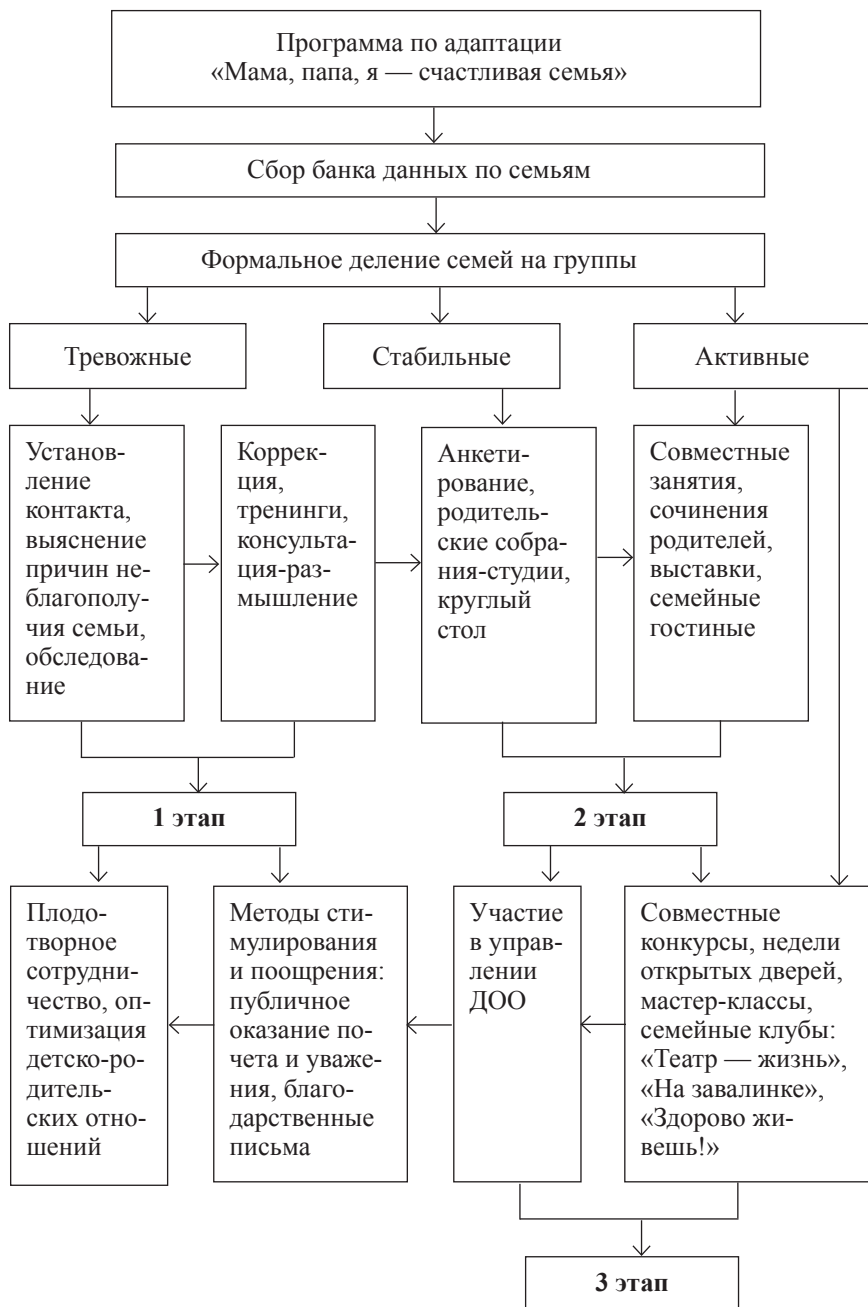 Программа по адаптации
«Мама, папа, я — счастливая семья»
Сбор банка данных по семьям
Формальное деление семей на группы
Тревожные
Стабильные
Активные
Установ-
ление
контакта,
выяснение
причин не-
благополу-
чия семьи,
обследова-
ние
Коррек-
ция,
тренинги,
консульта-
ция-раз-
мышление
Анкети-
рование,
родитель-
ские собра-
ния-студии,
круглый
стол
Совместные
занятия,
сочинения
родителей,
выставки,
семейные
гостиные
1 этап
2 этап
Плодо-
творное
сотрудни-
чество, оп-
тимизация
детско-ро-
дитель-
ских отно-
шений
Методы сти-
мулирования
и поощрения:
публичное
оказание по-
чета и уваже-
ния, благо-
дарственные
письма
Участие
в управ-
лении
ДОО
Совместные
конкурсы, недели
открытых дверей,
мастер-классы,
семейные клубы:
«Театр — жизнь»,
«На завалинке»,
«Здорово жи-
вешь!»
3 этап